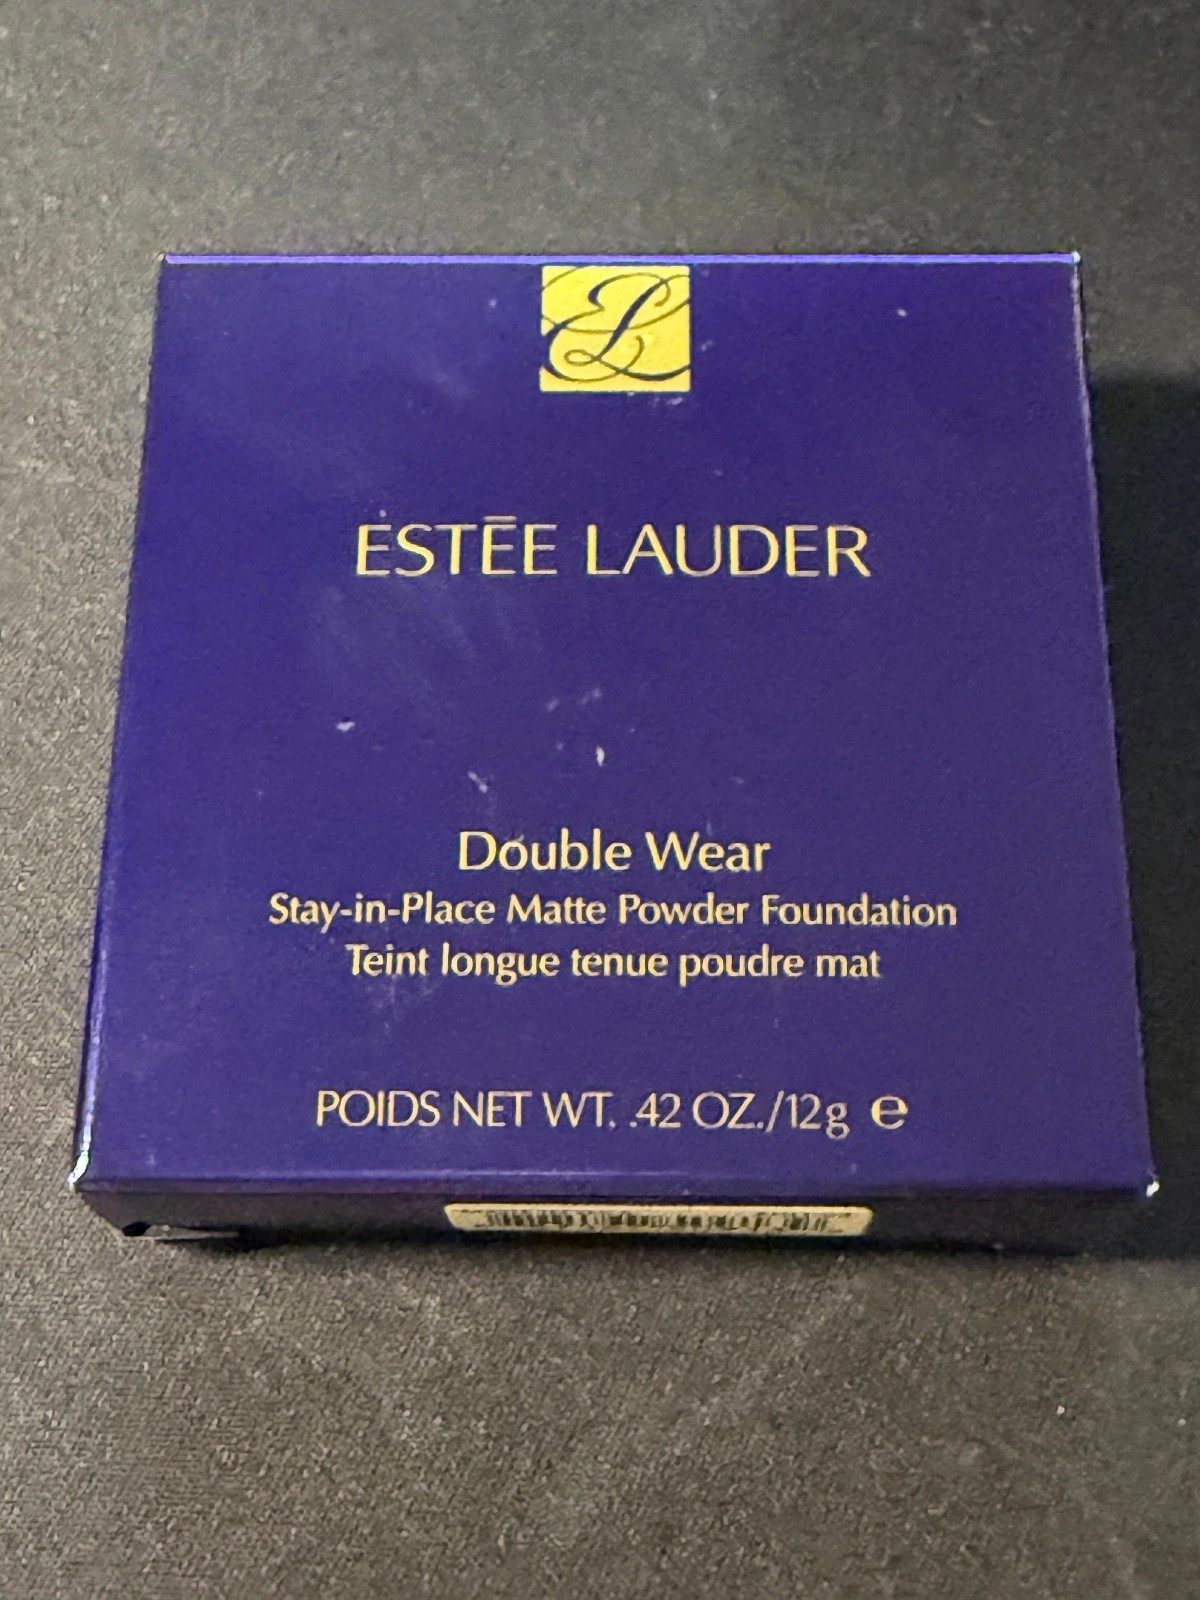 EL
ESTĒE LAUDER
Double Wear
Stay-in-Place Matte Powder Foundation
Teint longue tenue poudre mat
POIDS NET WT. .42 OZ./12g ℮